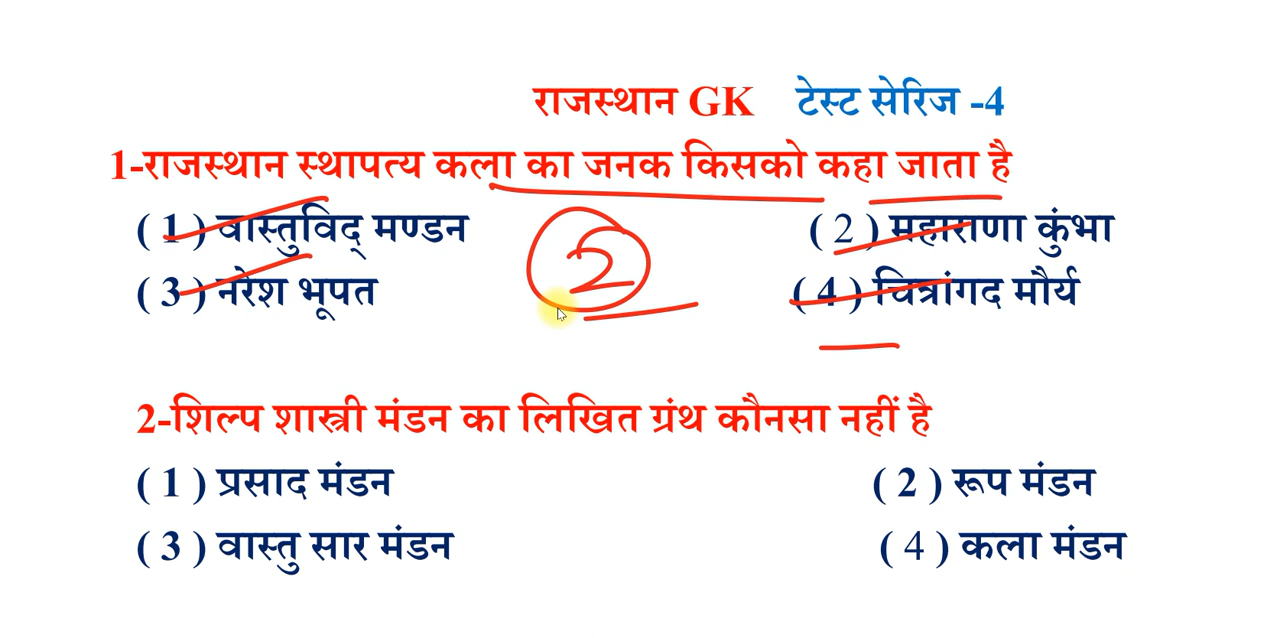 राजस्थान GK टेस्ट सेरिज -4
1-राजस्थान स्थापत्य कला का जनक किसको कहा जाता है
( 1 ) वास्तुविद् मण्डन ( 2 ) महाराणा कुंभा
2
( 3 ) नरेश भूपत ( 4 ) चित्रांगद मौर्य
2-शिल्प शास्त्री मंडन का लिखित ग्रंथ कौनसा नहीं है
( 1 ) प्रसाद मंडन ( 2 ) रूप मंडन
( 3 ) वास्तु सार मंडन ( 4 ) कला मंडन